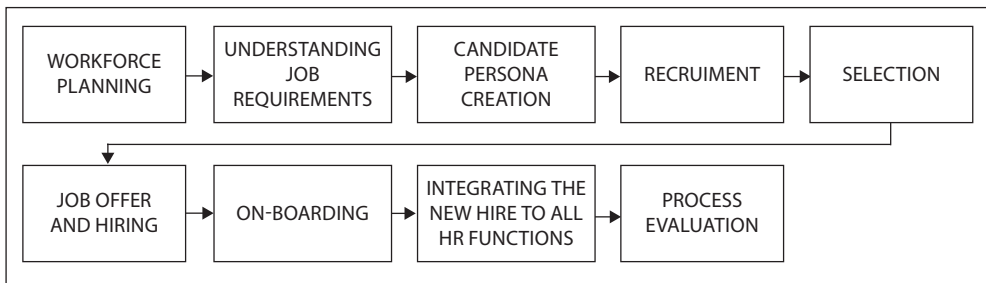 WORKFORCE
PLANNING
UNDERSTANDING
JOB
REQUIREMENTS
CANDIDATE
PERSONA
CREATION
RECRUIMENT
SELECTION
JOB OFFER
AND HIRING
ON-BOARDING
INTEGRATING THE
NEW HIRE TO ALL
HR FUNCTIONS
PROCESS
EVALUATION